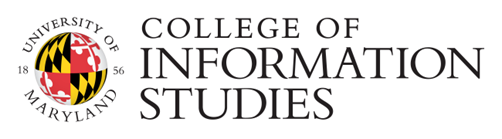 UNIVERSITY OF
18 56
MARYLAND
COLLEGE OF
INFORMATION
STUDIES